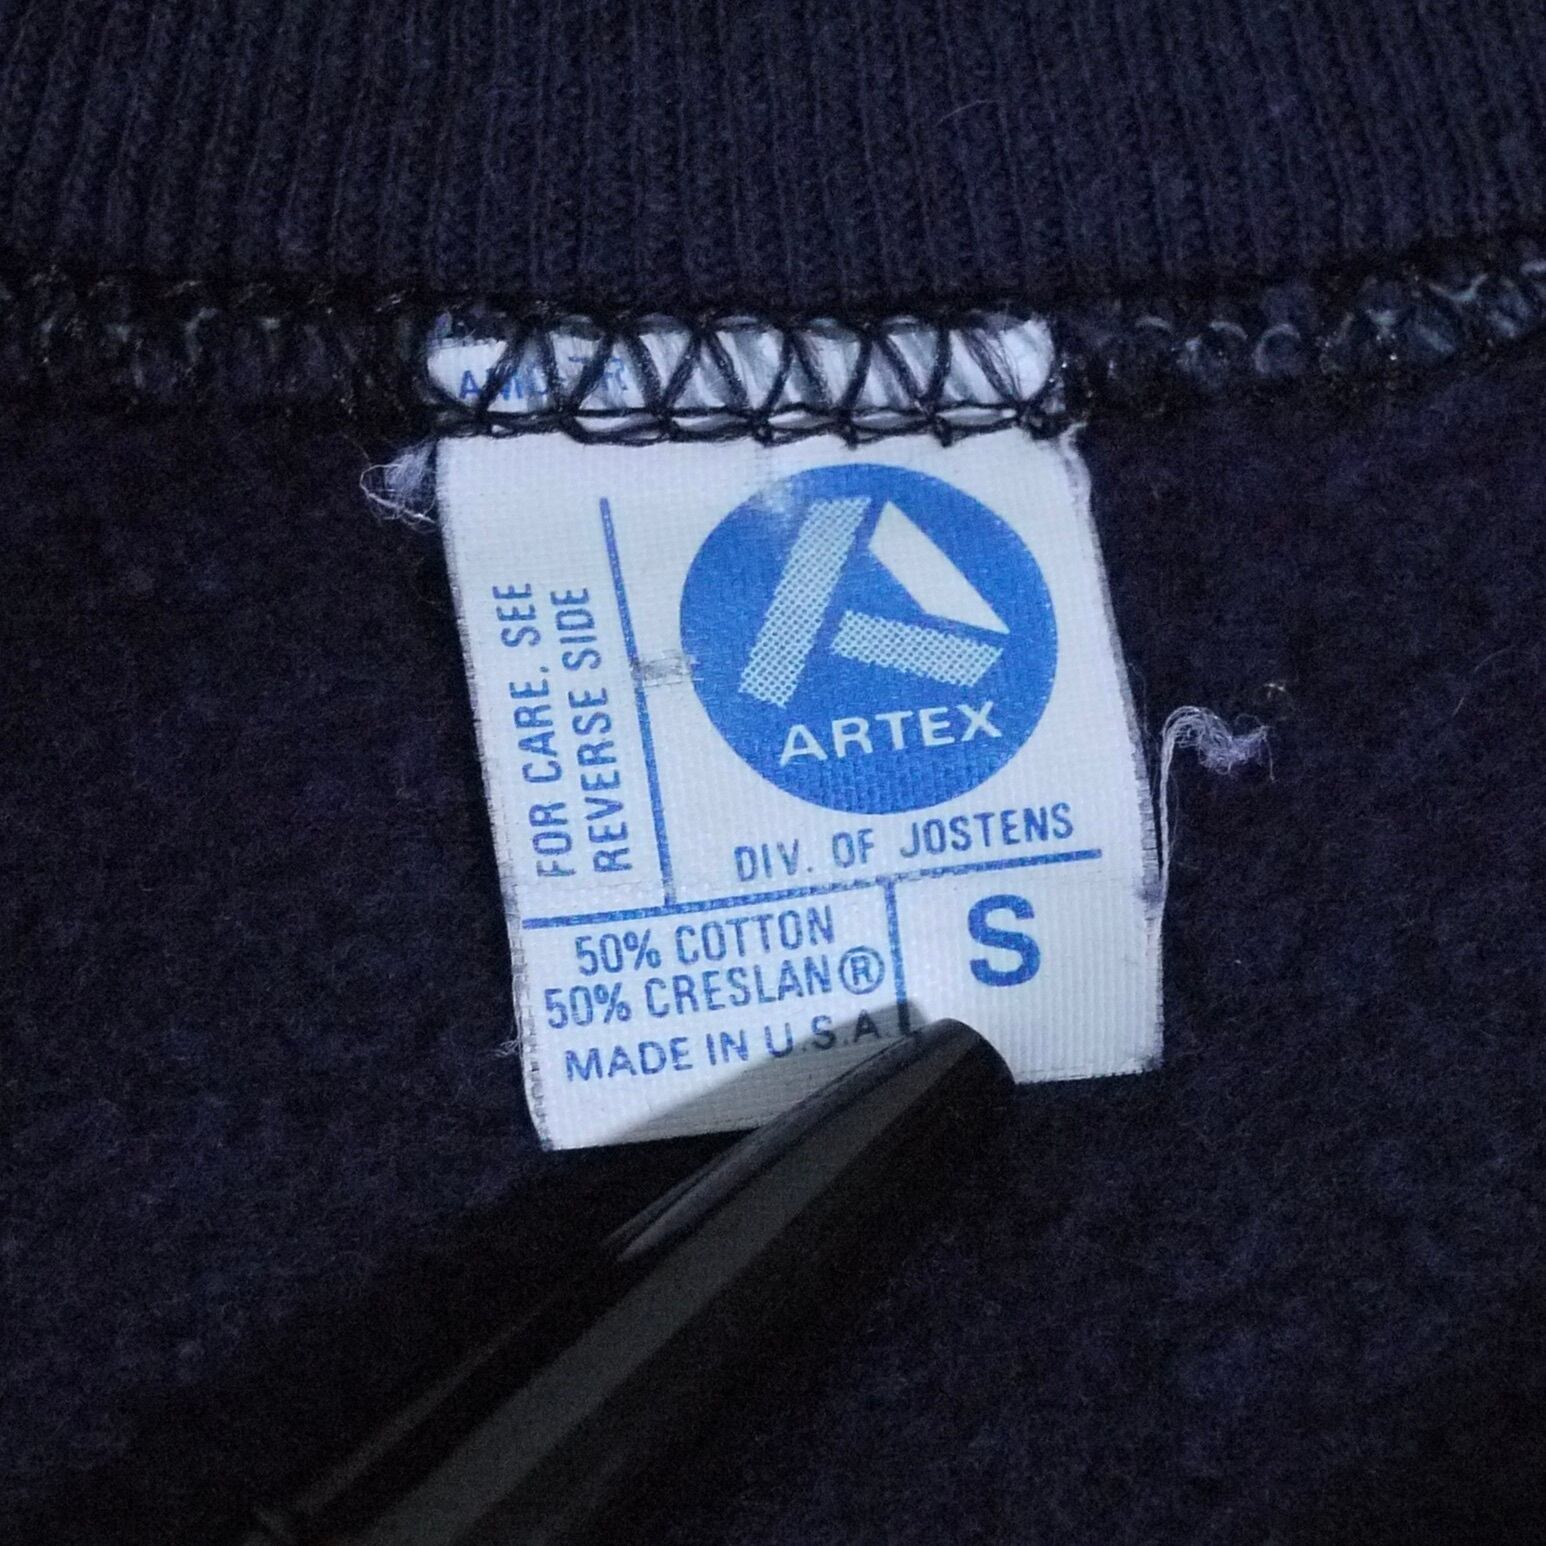 FOR CARE, SEE
REVERSE SIDE
ARTEX
DIV. OF JOSTENS
50% COTTON
50% CRESLAN®
MADE IN U.S.A.
S